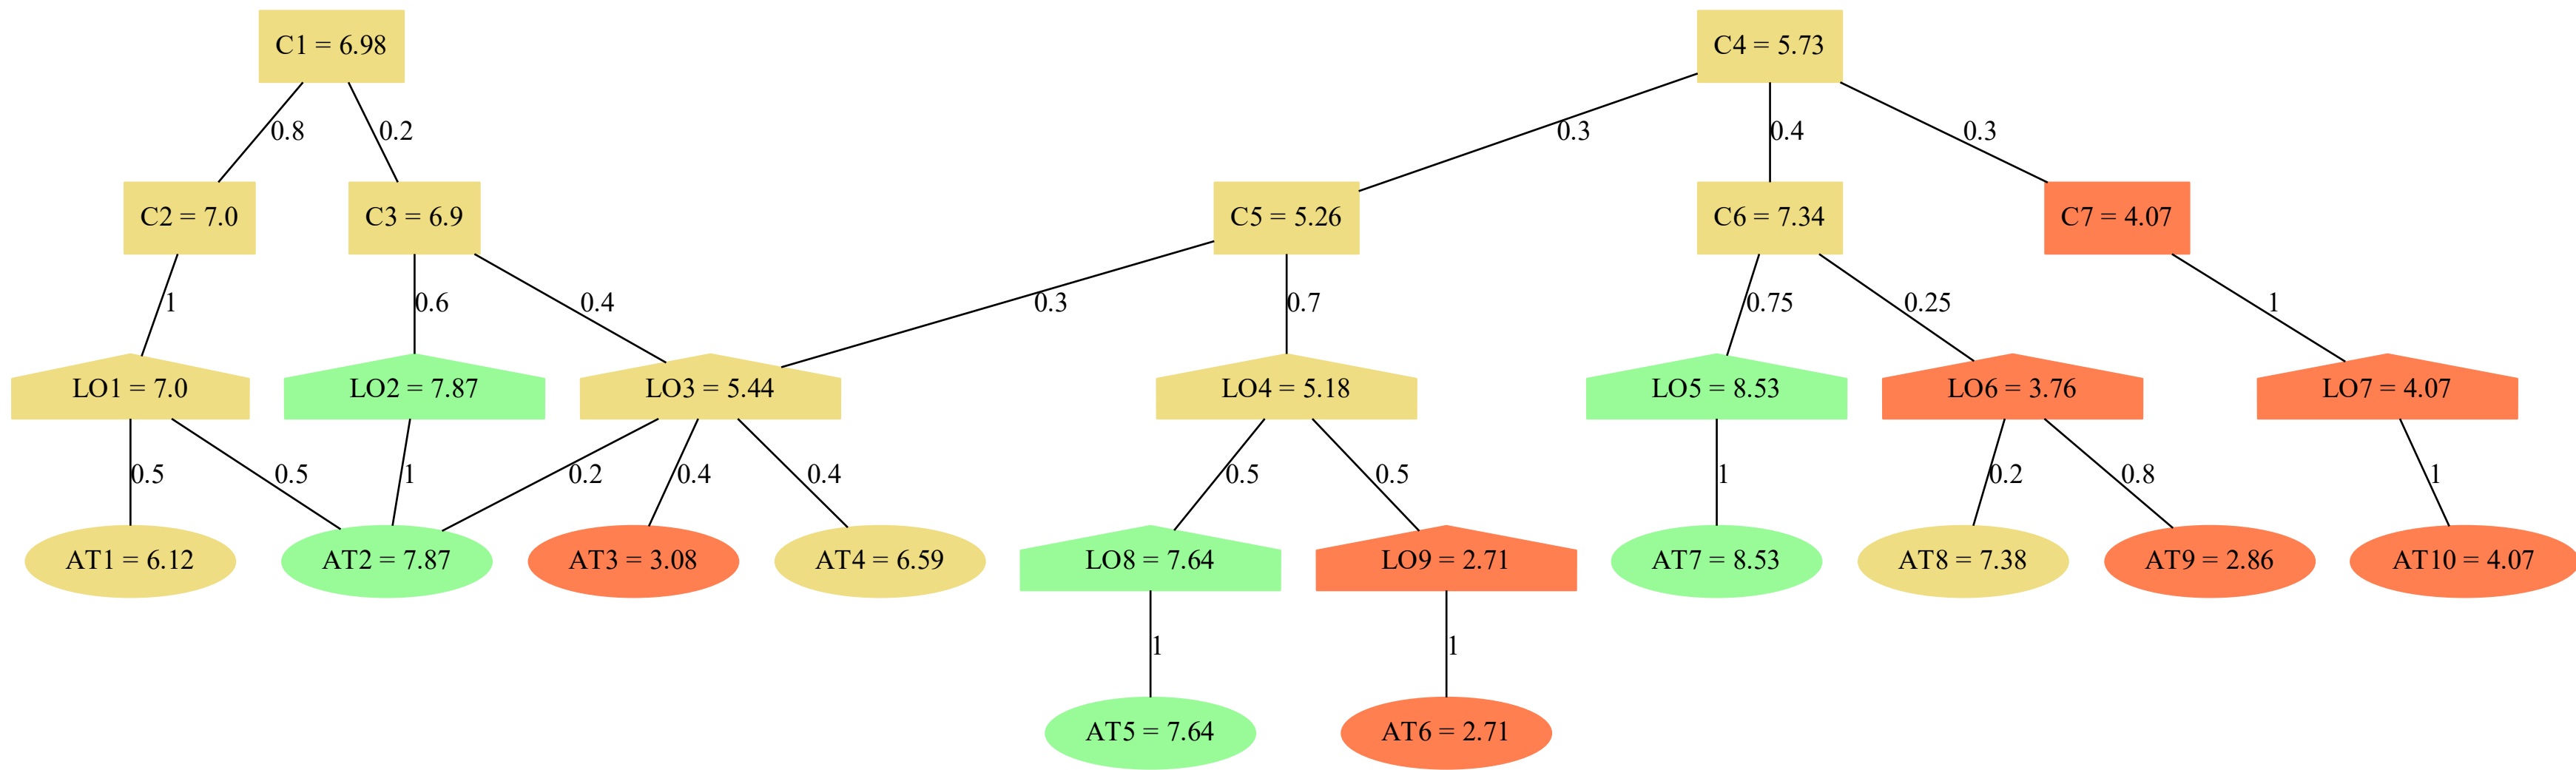 C1 = 6.98
C4 = 5.73
0.8
0.2
0.3
0.4
0.3
C2 = 7.0
C3 = 6.9
C5 = 5.26
C6 = 7.34
C7 = 4.07
1
0.6
0.4
0.3
0.7
0.75
0.25
1
LO1 = 7.0
LO2 = 7.87
LO3 = 5.44
LO4 = 5.18
LO5 = 8.53
LO6 = 3.76
LO7 = 4.07
0.5
0.5
1
0.2
0.4
0.4
0.5
0.5
1
0.2
0.8
1
AT1 = 6.12
AT2 = 7.87
AT3 = 3.08
AT4 = 6.59
LO8 = 7.64
LO9 = 2.71
AT7 = 8.53
AT8 = 7.38
AT9 = 2.86
AT10 = 4.07
1
1
AT5 = 7.64
AT6 = 2.71